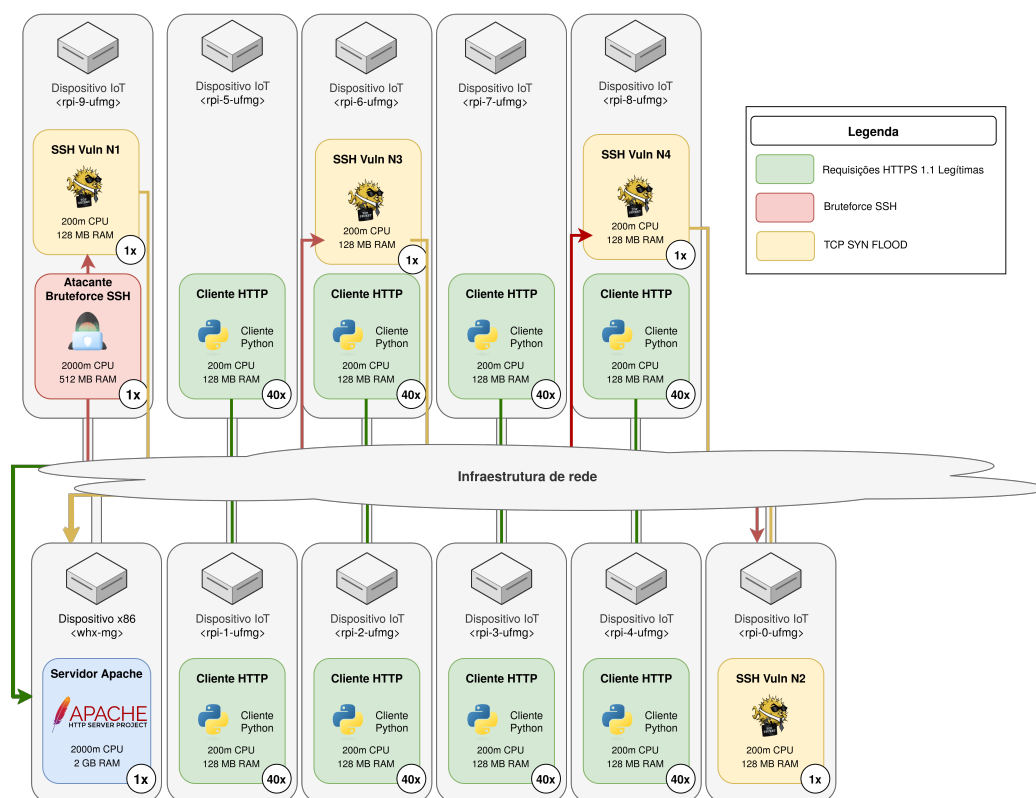 Dispositivo IoT
<rpi-9-ufmg>
SSH Vuln N1
200m CPU
128 MB RAM
1x
Atacante
Bruteforce SSH
2000m CPU
512 MB RAM
1x
Dispositivo IoT
<rpi-5-ufmg>
Cliente HTTP
Cliente
Python
200m CPU
128 MB RAM
40x
Dispositivo IoT
<rpi-6-ufmg>
SSH Vuln N3
200m CPU
128 MB RAM
1x
Cliente HTTP
Cliente
Python
200m CPU
128 MB RAM
40x
Dispositivo IoT
<rpi-7-ufmg>
Cliente HTTP
Cliente
Python
200m CPU
128 MB RAM
40x
Dispositivo IoT
<rpi-8-ufmg>
SSH Vuln N4
200m CPU
128 MB RAM
1x
Cliente HTTP
Cliente
Python
200m CPU
128 MB RAM
40x
Legenda
Requisições HTTPS 1.1 Legítimas
Bruteforce SSH
TCP SYN FLOOD
Infraestrutura de rede
Dispositivo x86
<whx-mg>
Servidor Apache
APACHE
HTTP SERVER PROJECT
2000m CPU
2 GB RAM
1x
Dispositivo IoT
<rpi-1-ufmg>
Cliente HTTP
Cliente
Python
200m CPU
128 MB RAM
40x
Dispositivo IoT
<rpi-2-ufmg>
Cliente HTTP
Cliente
Python
200m CPU
128 MB RAM
40x
Dispositivo IoT
<rpi-3-ufmg>
Cliente HTTP
Cliente
Python
200m CPU
128 MB RAM
40x
Dispositivo IoT
<rpi-4-ufmg>
Cliente HTTP
Cliente
Python
200m CPU
128 MB RAM
40x
Dispositivo IoT
<rpi-0-ufmg>
SSH Vuln N2
200m CPU
128 MB RAM
1x